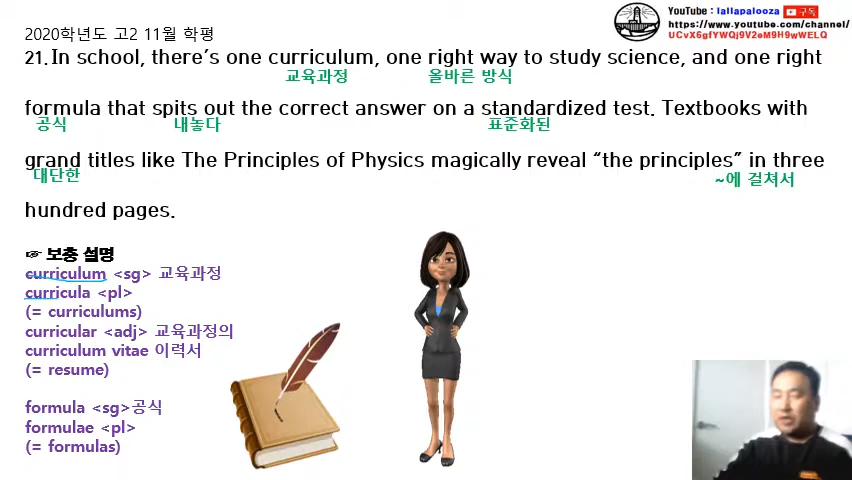 YouTube : lallapalooza 구독
https://www.youtube.com/channel/
UCvX6gfYWQj9V2eM9H9wWELQ
2020학년도 고2 11월 학평
21. In school, there's one curriculum, one right way to study science, and one right
교육과정 올바른 방식
formula that spits out the correct answer on a standardized test. Textbooks with
공식 내놓다 표준화된
grand titles like The Principles of Physics magically reveal “the principles” in three
대단한 ~에 걸쳐서
hundred pages.
☞ 보충 설명
curriculum <sg> 교육과정
curricula <pl>
(= curriculums)
curricular <adj> 교육과정의
curriculum vitae 이력서
(= resume)
formula <sg>공식
formulae <pl>
(= formulas)